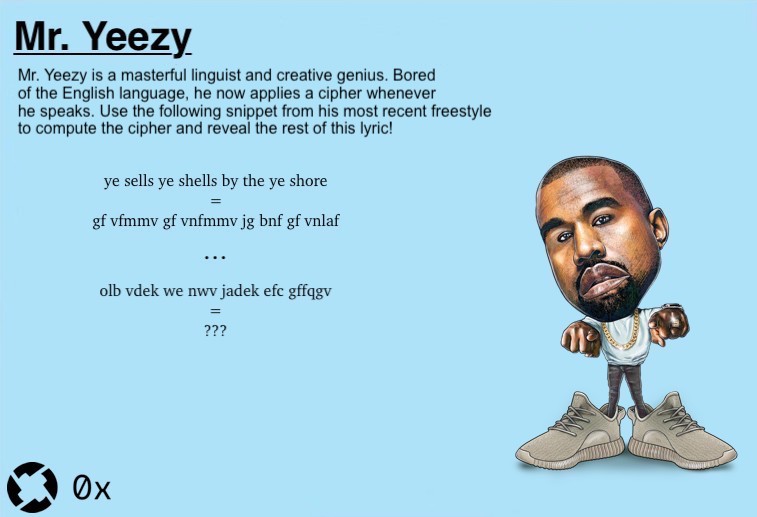 Mr. Yeezy
Mr. Yeezy is a masterful linguist and creative genius. Bored
of the English language, he now applies a cipher whenever
he speaks. Use the following snippet from his most recent freestyle
to compute the cipher and reveal the rest of this lyric!
ye sells ye shells by the ye shore
=
gf vfmmv gf vnfmmv jg bnf gf vnlaf
...
olb vdek we nwv jadek efc gffqgv
=
???
0x